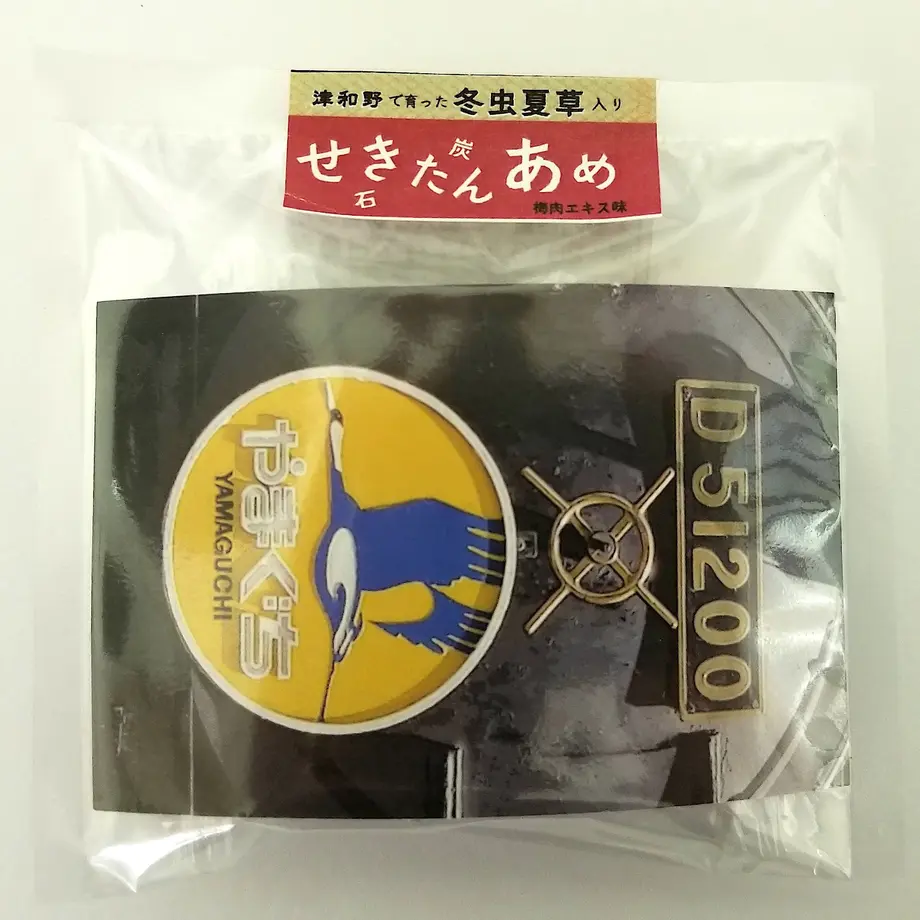 津和野で育った冬虫夏草入り
せきたんあめ
石炭
梅肉エキス味
D51200
やまぐち
YAMAGUCHI